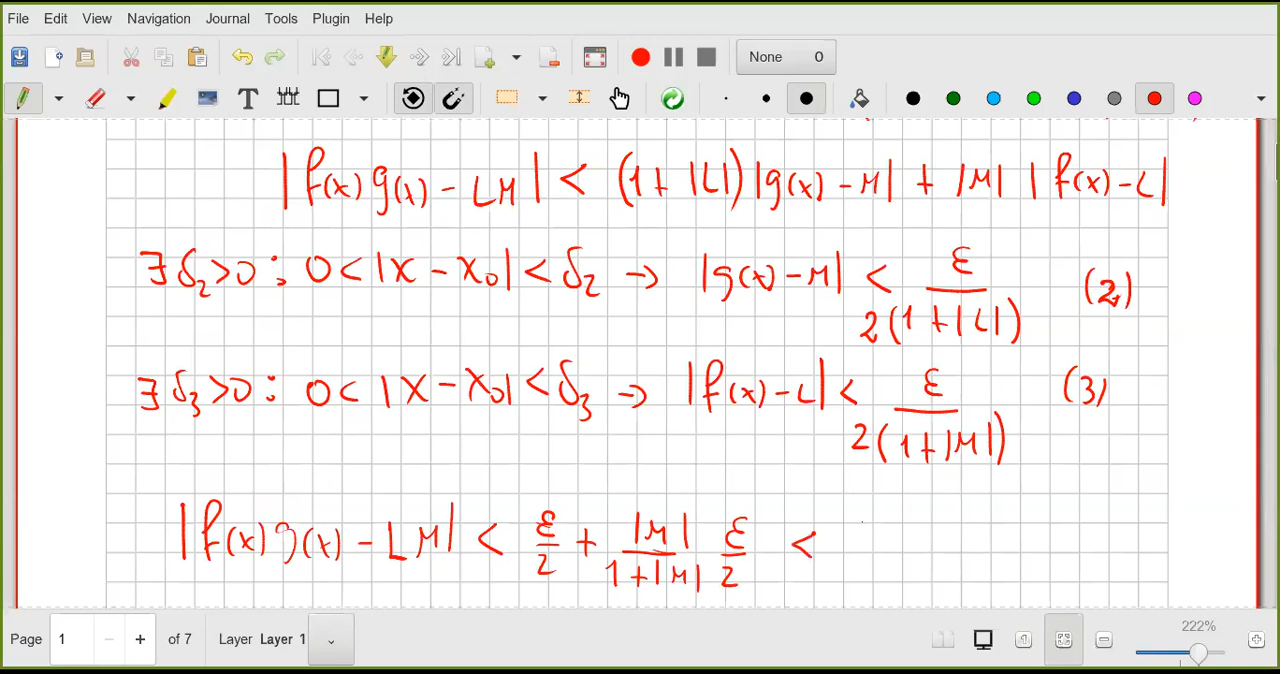 File Edit View Navigation Journal Tools Plugin Help
None 0
|f(x)g(x) - LM| < (1 + |L|)|g(x) - M| + |M| |f(x) - L|
∃ δ₂>0 : 0 < |x - x₀| < δ₂ → |g(x) - M| < ε / 2(1 + |L|) (2)
∃ δ₃>0 : 0 < |x - x₀| < δ₃ → |f(x) - L| < ε / 2(1 + |M|) (3)
|f(x)g(x) - LM| < ε/2 + |M|/(1+|M|) ε/2 <
Page 1 of 7 Layer Layer 1 222%